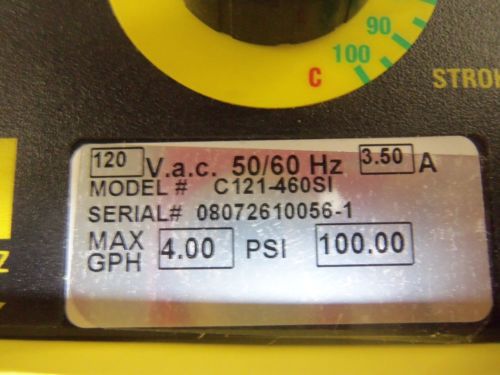 90
100
C
STRO
120 V.a.c. 50/60 Hz 3.50 A
MODEL # C121-460SI
SERIAL# 08072610056-1
MAX GPH 4.00 PSI 100.00
Z